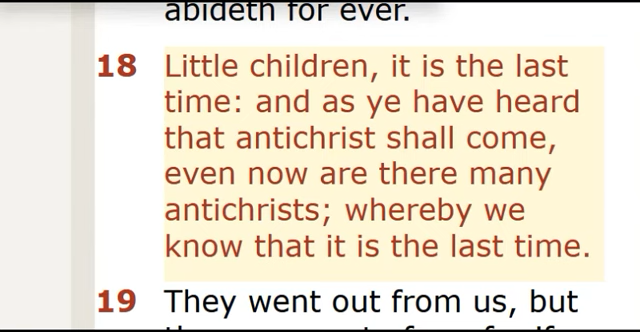 abideth for ever.
18 Little children, it is the last
time: and as ye have heard
that antichrist shall come,
even now are there many
antichrists; whereby we
know that it is the last time.
19 They went out from us, but